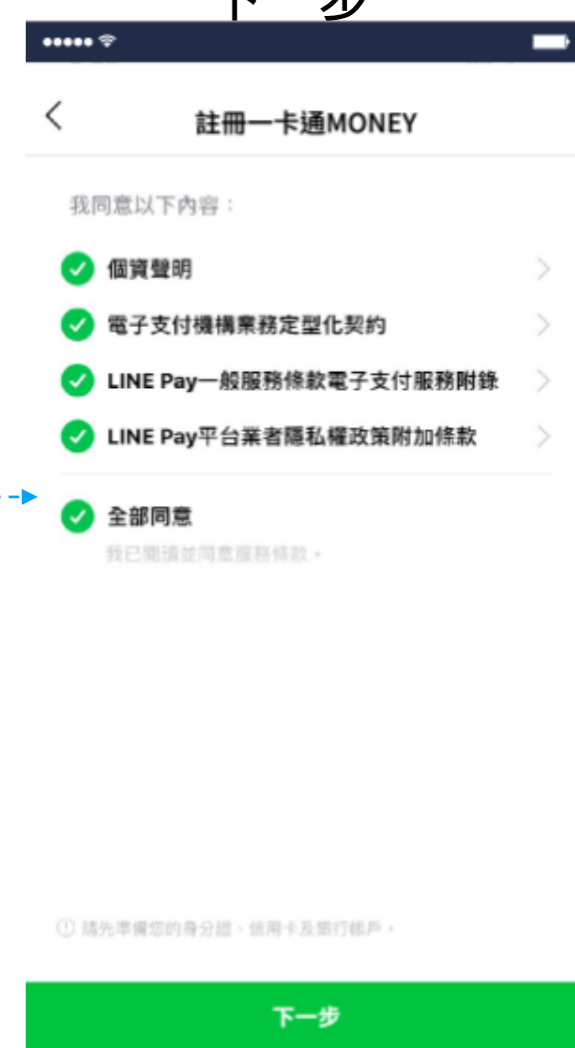 下一步
註冊一卡通MONEY
我同意以下內容：
個資聲明
電子支付機構業務定型化契約
LINE Pay一般服務條款電子支付服務附錄
LINE Pay平台業者隱私權政策附加條款
全部同意
我已閱讀並同意服務條款。
請先準備您的身分證、信用卡及銀行帳戶。
下一步